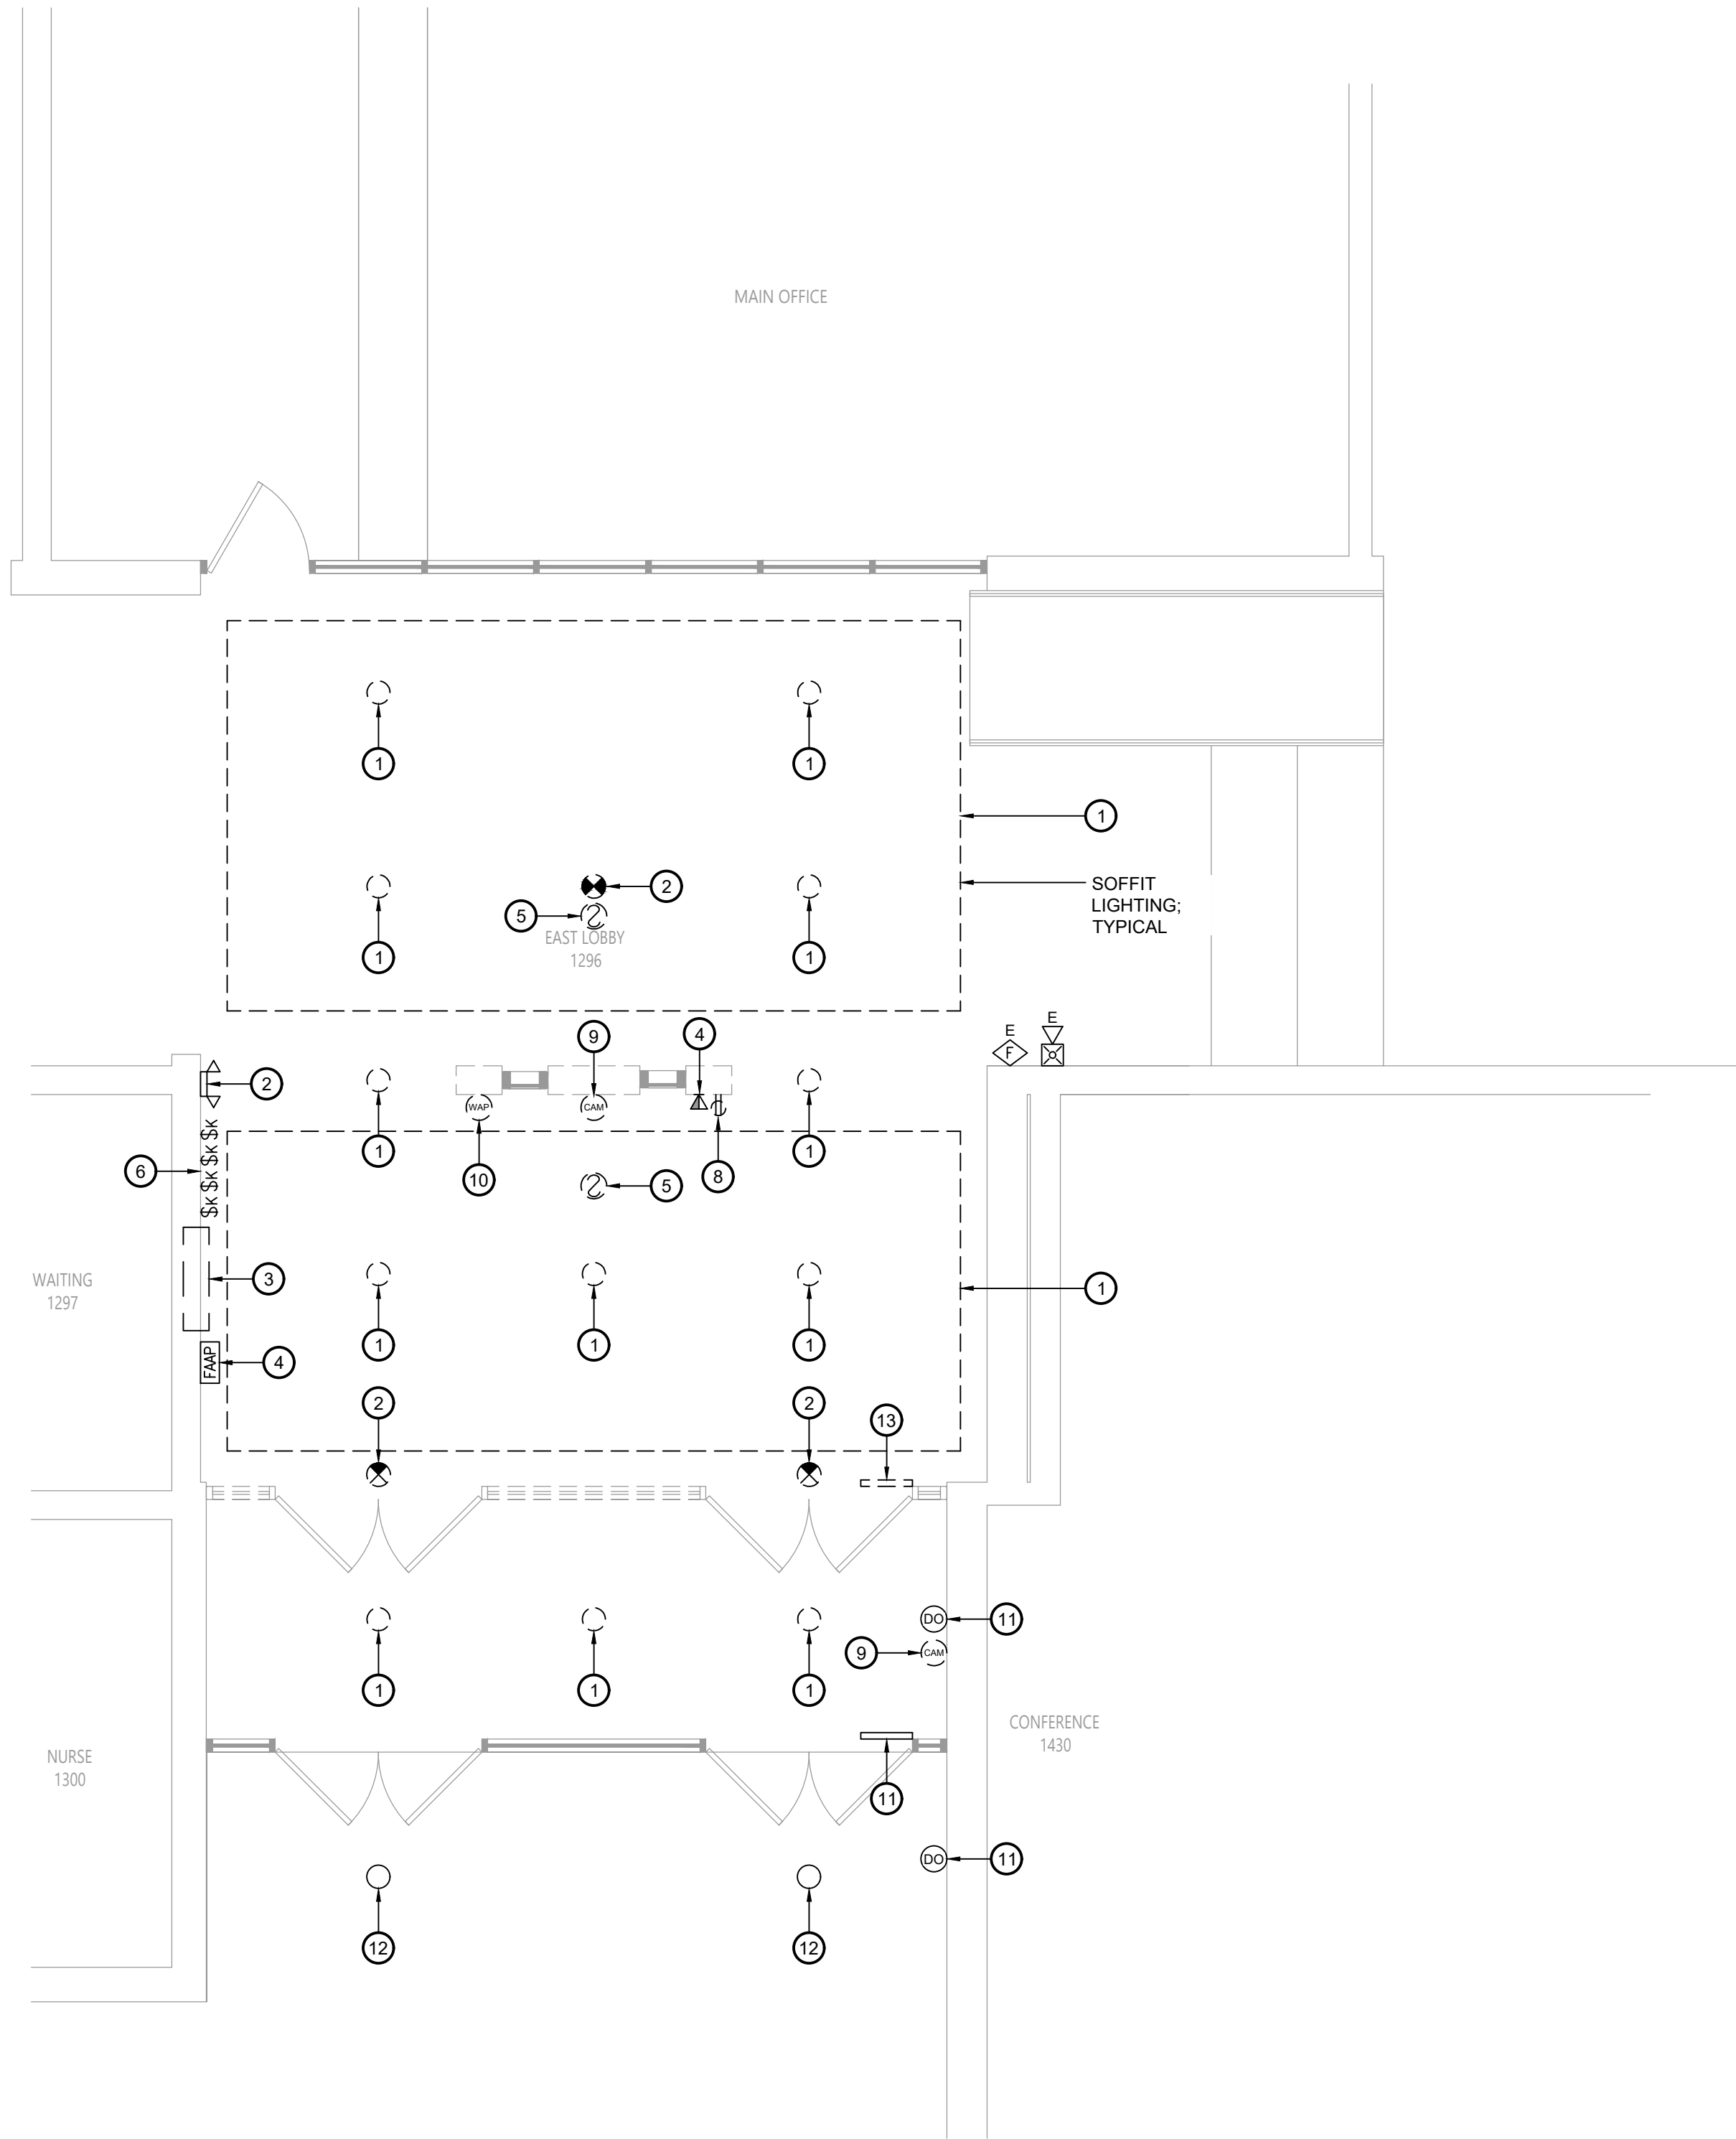 MAIN OFFICE
1
1
1
2
SOFFIT
LIGHTING;
TYPICAL
5
EAST LOBBY
1296
1
1
E
E
F
9
4
2
WAP
CAM
$K $K $K $K
6
1
10
5
8
1
WAITING
1297
3
1
1
1
1
FAAP
4
2
2
13
DO
11
9
CAM
1
1
1
CONFERENCE
1430
NURSE
1300
11
DO
11
12
12